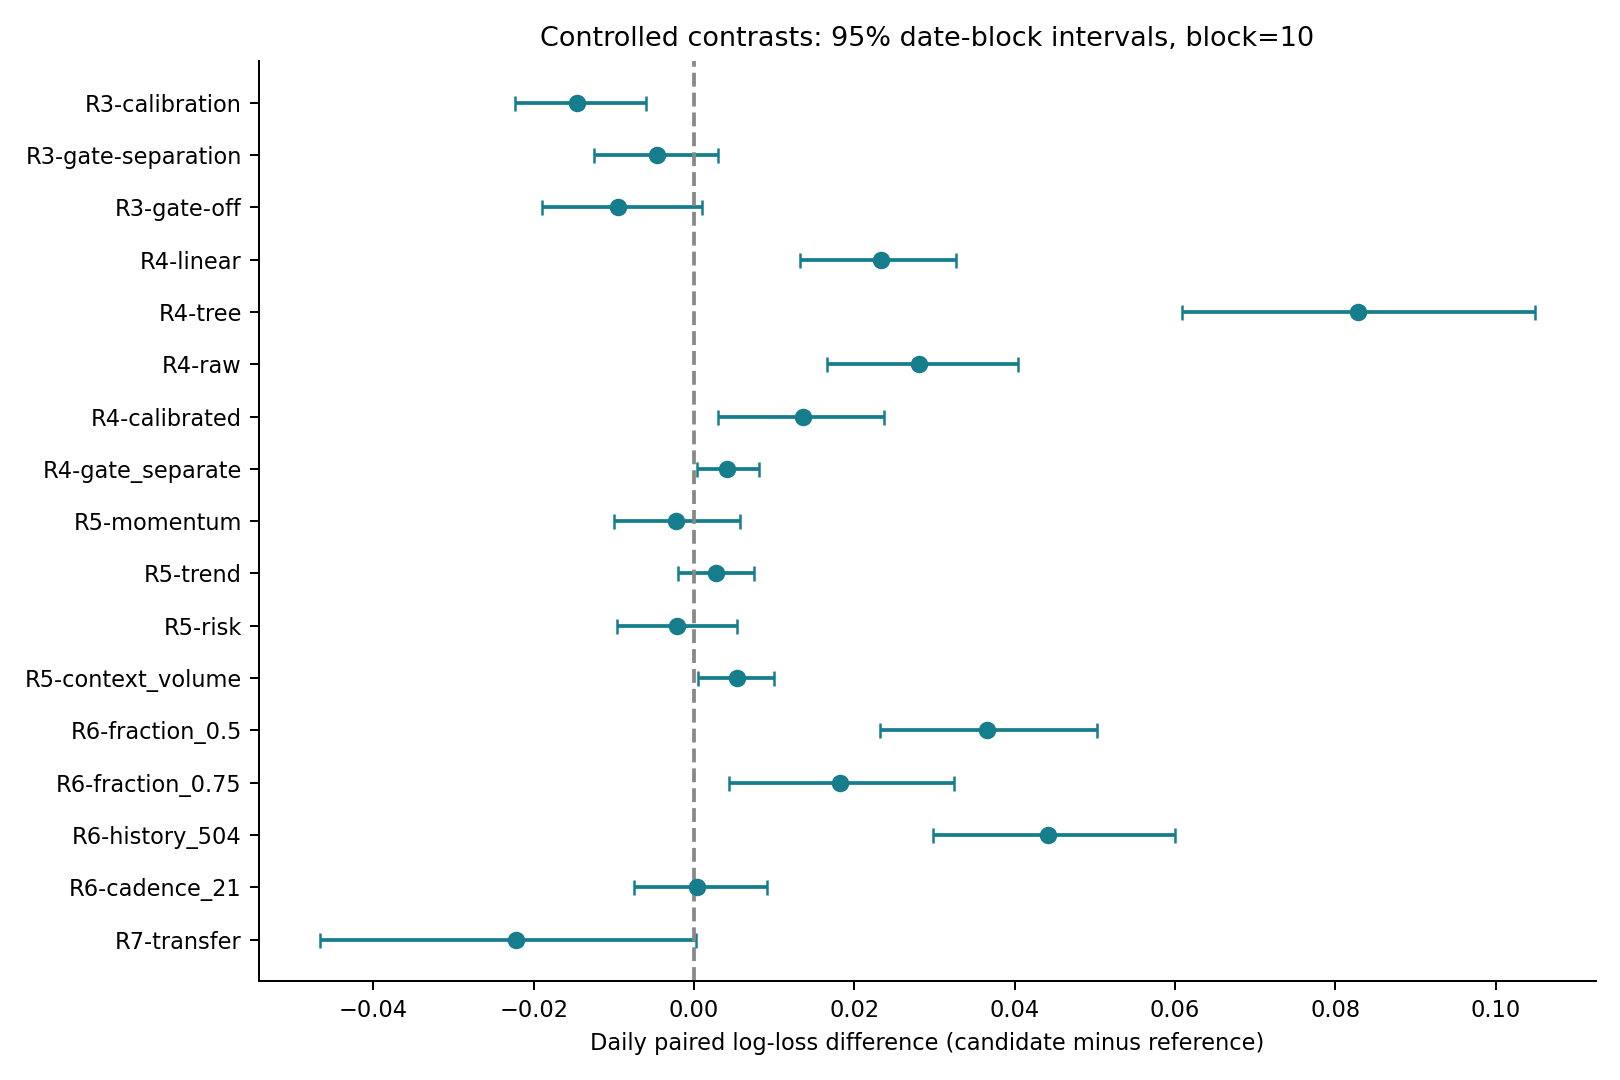 Controlled contrasts: 95% date-block intervals, block=10
R3-calibration
R3-gate-separation
R3-gate-off
R4-linear
R4-tree
R4-raw
R4-calibrated
R4-gate_separate
R5-momentum
R5-trend
R5-risk
R5-context_volume
R6-fraction_0.5
R6-fraction_0.75
R6-history_504
R6-cadence_21
R7-transfer
−0.04 −0.02 0.00 0.02 0.04 0.06 0.08 0.10
Daily paired log-loss difference (candidate minus reference)